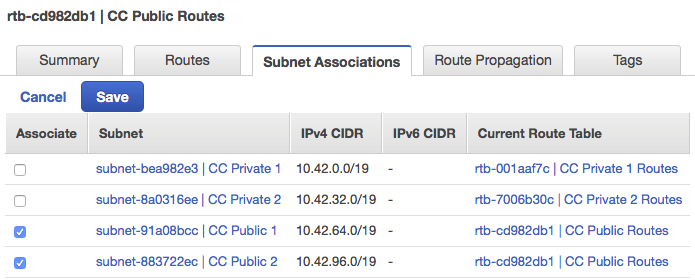 rtb-cd982db1 | CC Public Routes
Summary Routes Subnet Associations Route Propagation Tags
Cancel Save
Associate Subnet IPv4 CIDR IPv6 CIDR Current Route Table
subnet-bea982e3 | CC Private 1 10.42.0.0/19 - rtb-001aaf7c | CC Private 1 Routes
subnet-8a0316ee | CC Private 2 10.42.32.0/19 - rtb-7006b30c | CC Private 2 Routes
subnet-91a08bcc | CC Public 1 10.42.64.0/19 - rtb-cd982db1 | CC Public Routes
subnet-883722ec | CC Public 2 10.42.96.0/19 - rtb-cd982db1 | CC Public Routes